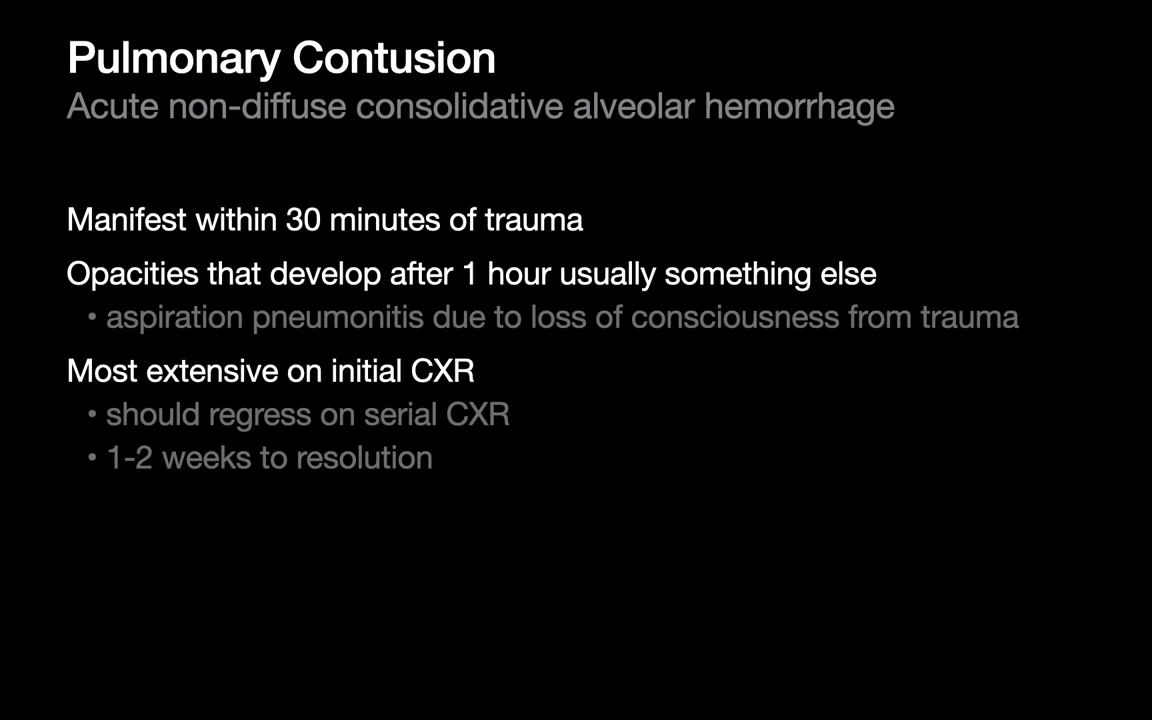 Pulmonary Contusion
Acute non-diffuse consolidative alveolar hemorrhage
Manifest within 30 minutes of trauma
Opacities that develop after 1 hour usually something else
• aspiration pneumonitis due to loss of consciousness from trauma
Most extensive on initial CXR
• should regress on serial CXR
• 1-2 weeks to resolution